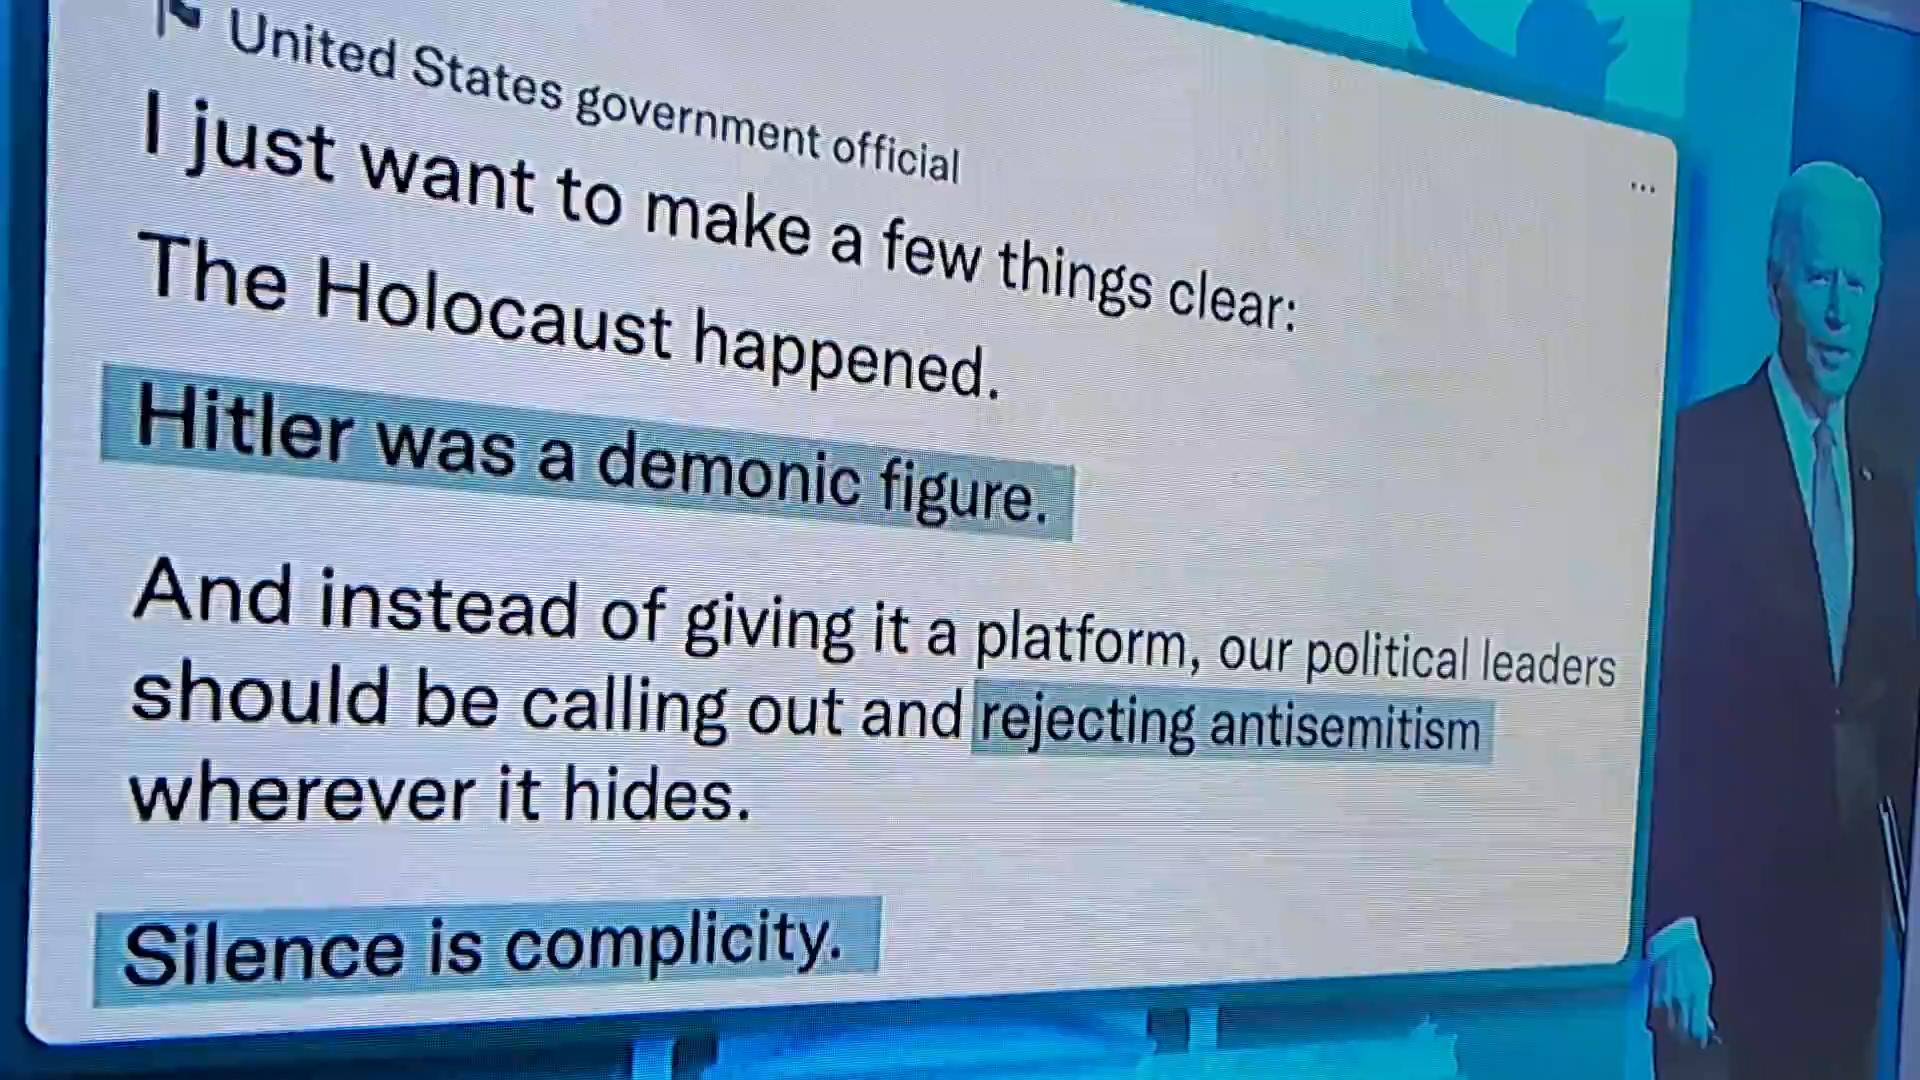 United States government official
I just want to make a few things clear:
The Holocaust happened.
Hitler was a demonic figure.
And instead of giving it a platform, our political leaders
should be calling out and rejecting antisemitism
wherever it hides.
Silence is complicity.